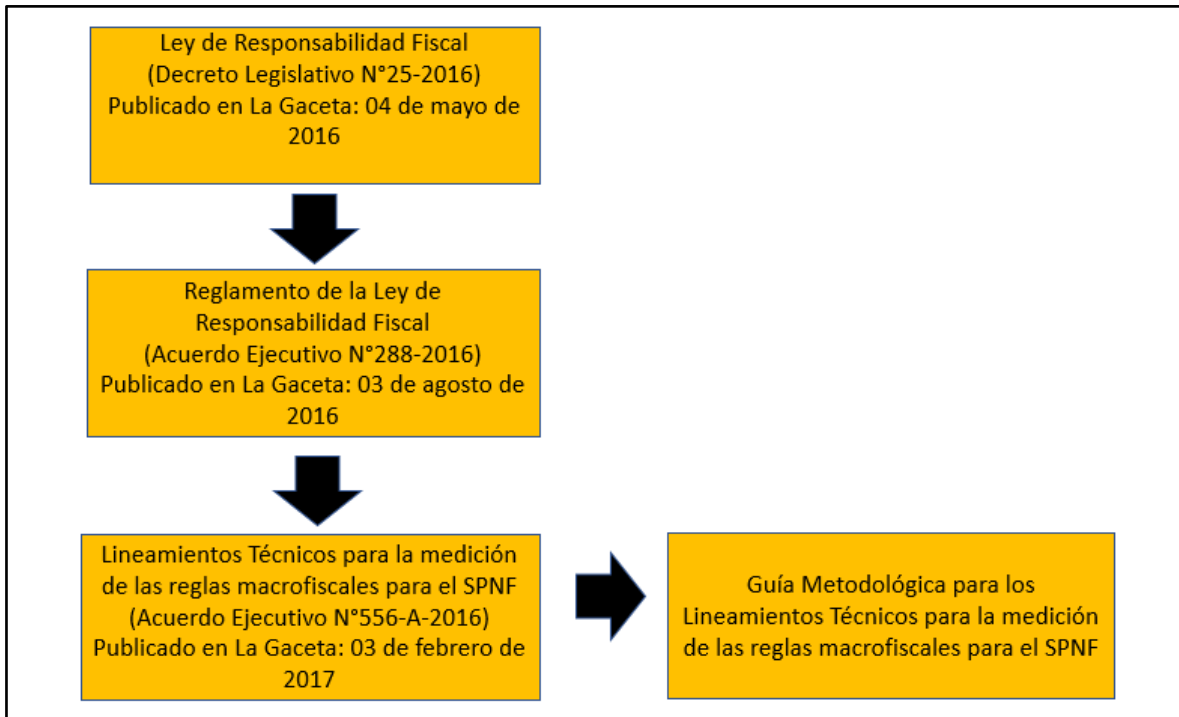 Ley de Responsabilidad Fiscal
(Decreto Legislativo N°25-2016)
Publicado en La Gaceta: 04 de mayo de
2016
Reglamento de la Ley de
Responsabilidad Fiscal
(Acuerdo Ejecutivo N°288-2016)
Publicado en La Gaceta: 03 de agosto de
2016
Lineamientos Técnicos para la medición
de las reglas macrofiscales para el SPNF
(Acuerdo Ejecutivo N°556-A-2016)
Publicado en La Gaceta: 03 de febrero de
2017
Guía Metodológica para los
Lineamientos Técnicos para la medición
de las reglas macrofiscales para el SPNF